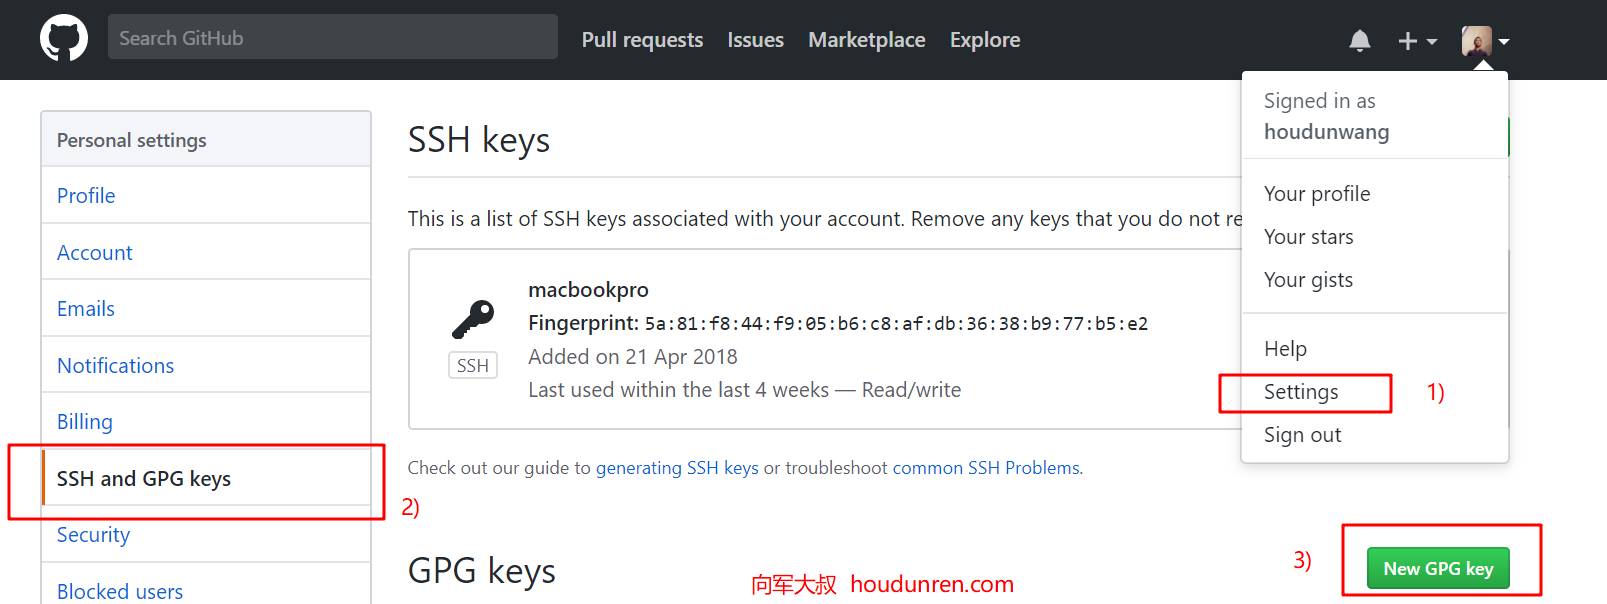 Search GitHub
Pull requests
Issues
Marketplace
Explore
Signed in as
houdunwang
Your profile
Your stars
Your gists
Help
Settings
1)
Sign out
Personal settings
Profile
Account
Emails
Notifications
Billing
SSH and GPG keys
2)
Security
Blocked users
SSH keys
This is a list of SSH keys associated with your account. Remove any keys that you do not re
macbookpro
Fingerprint: 5a:81:f8:44:f9:05:b6:c8:af:db:36:38:b9:77:b5:e2
SSH
Added on 21 Apr 2018
Last used within the last 4 weeks — Read/write
Check out our guide to generating SSH keys or troubleshoot common SSH Problems.
GPG keys
3)
New GPG key
向军大叔 houdunren.com